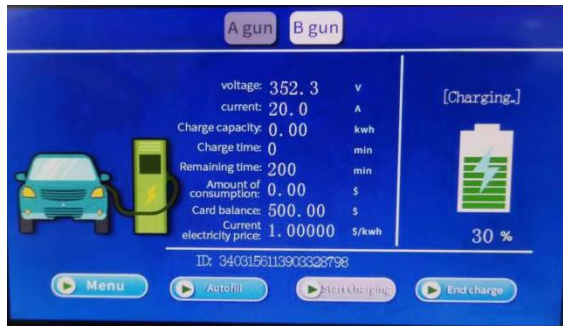 A gun B gun
voltage: 352.3 V
current: 20.0 A
[Charging.]
Charge capacity: 0.00 kwh
Charge time: 0 min
Remaining time: 200 min
Amount of consumption: 0.00 $
Card balance: 500.00 $
Current electricity price: 1.00000 $/kwh
30 %
ID: 3403156113903328798
Menu Autofill Start charging End charge